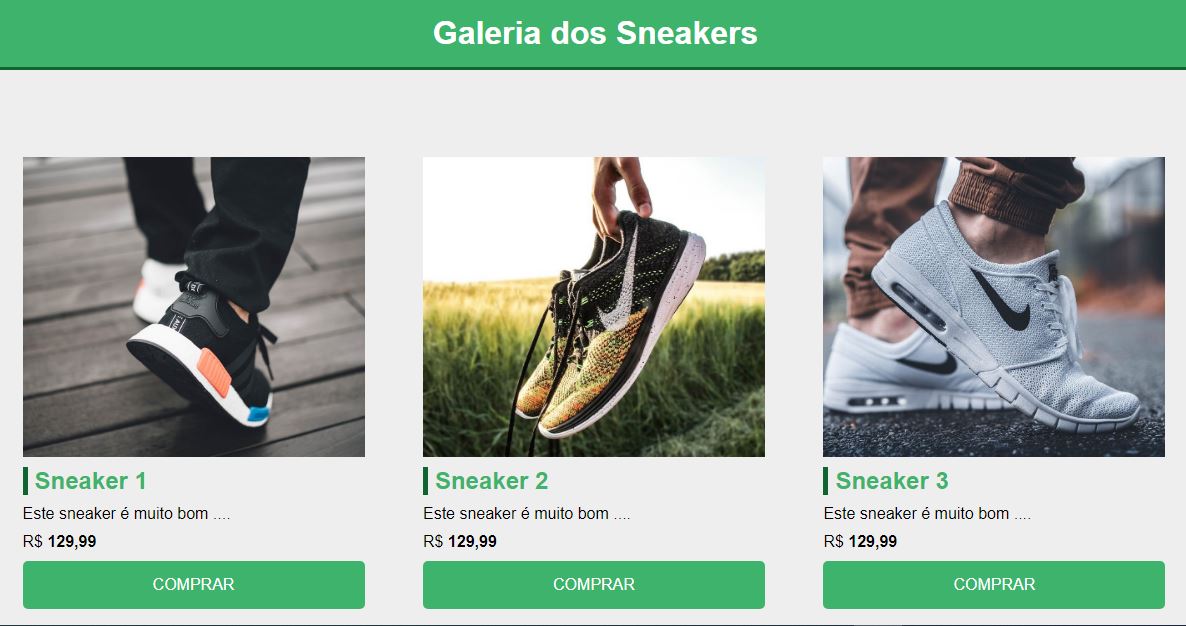 Galeria dos Sneakers
Sneaker 1
Este sneaker é muito bom ....
R$ 129,99
COMPRAR
Sneaker 2
Este sneaker é muito bom ....
R$ 129,99
COMPRAR
Sneaker 3
Este sneaker é muito bom ....
R$ 129,99
COMPRAR